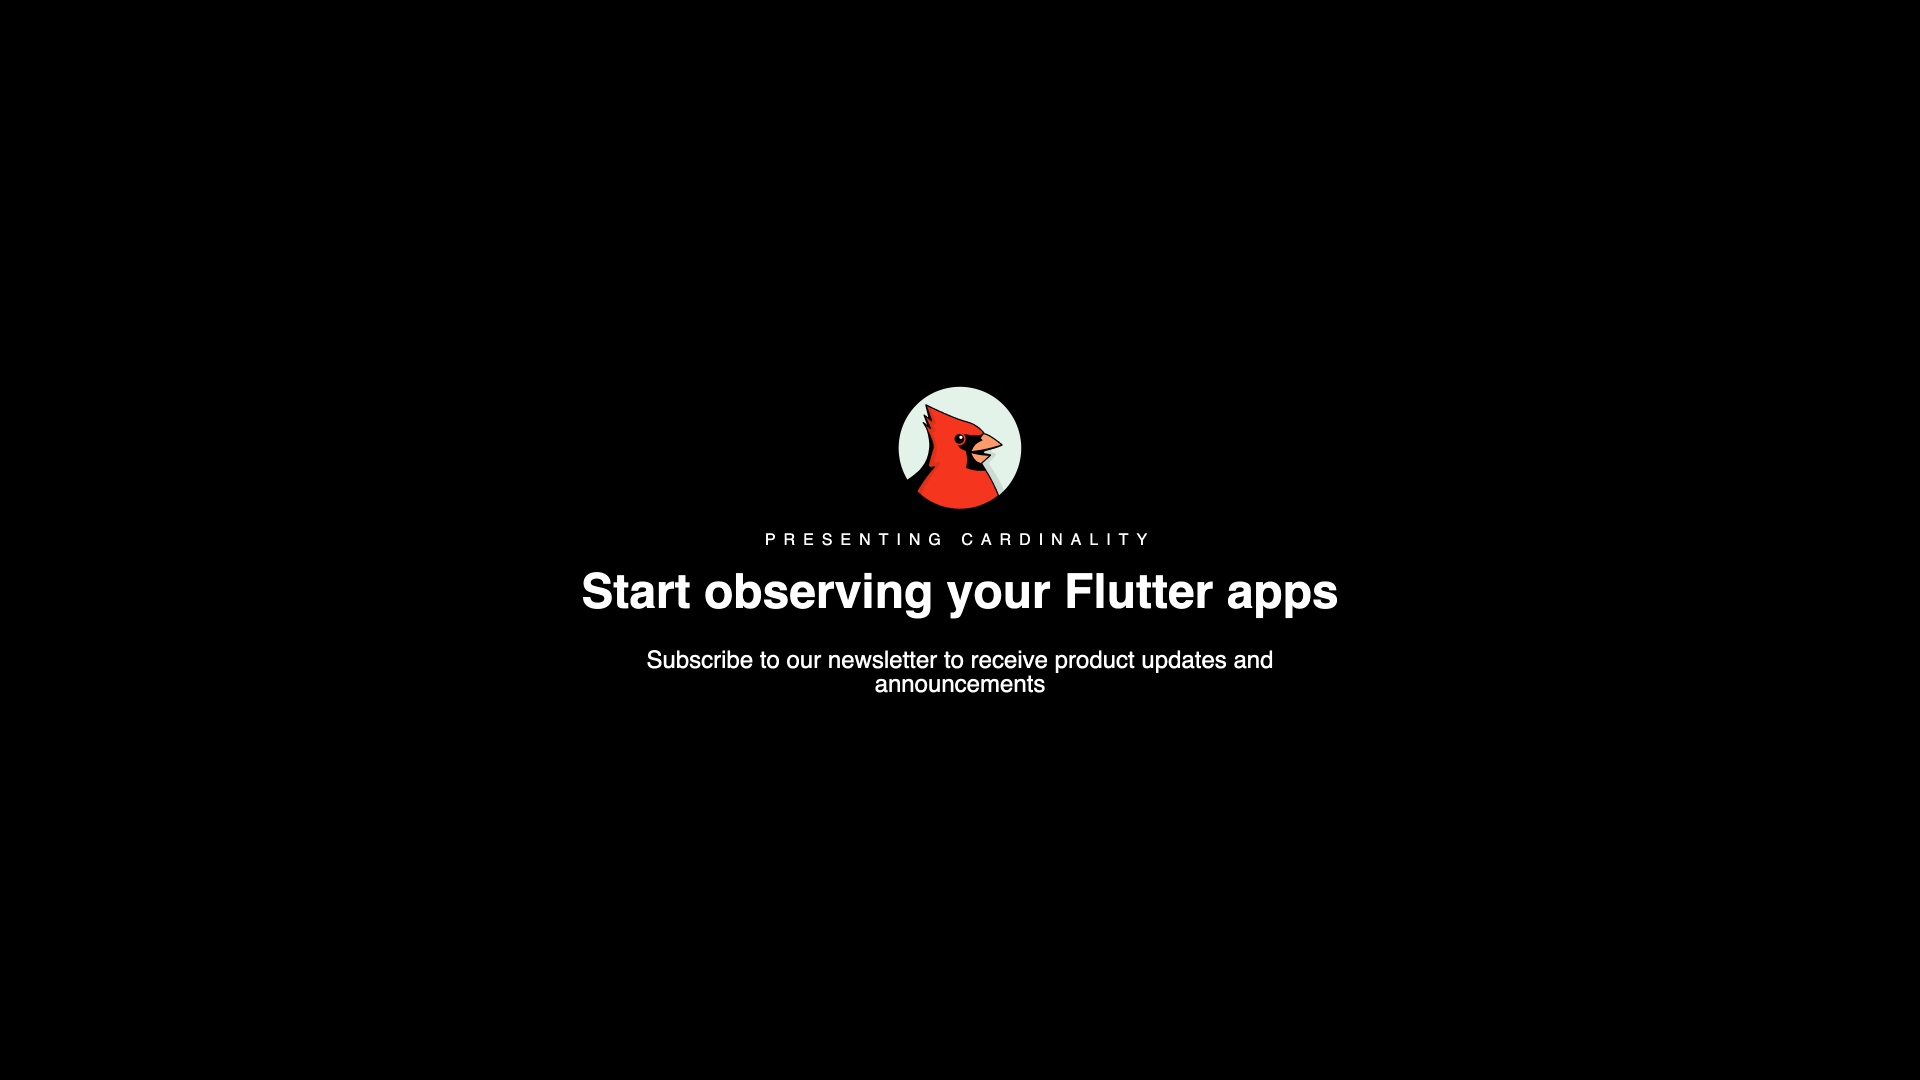 PRESENTING CARDINALITY
Start observing your Flutter apps
Subscribe to our newsletter to receive product updates and
announcements